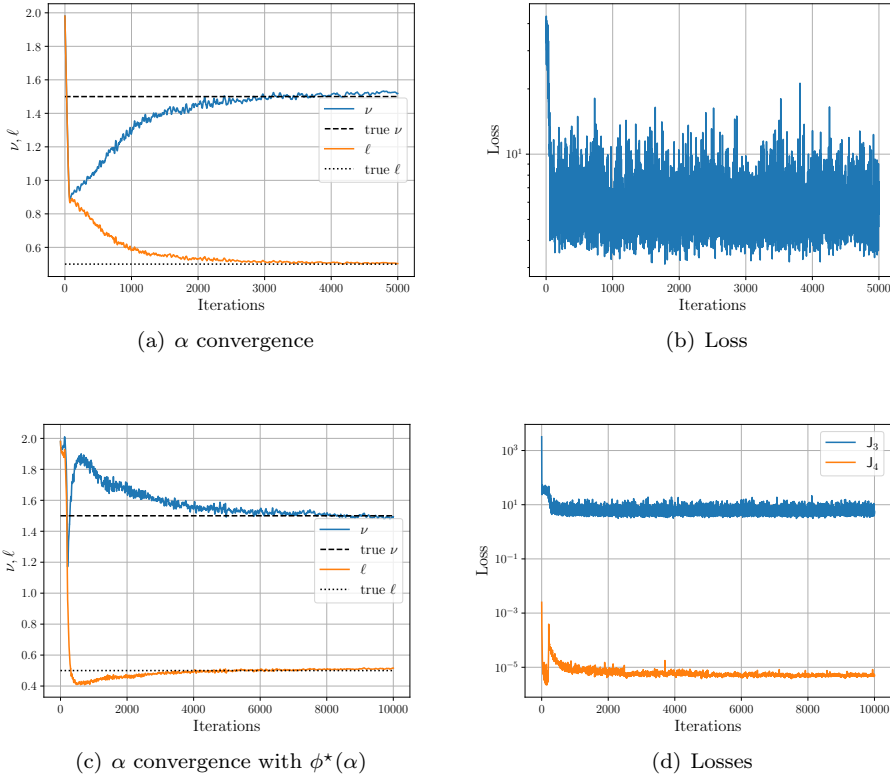 2.0
1.8
1.6
1.4
1.2
1.0
0.8
0.6
ν, ℓ
ν
true ν
ℓ
true ℓ
0 1000 2000 3000 4000 5000
Iterations
(a) α convergence
Loss
10¹
0 1000 2000 3000 4000 5000
Iterations
(b) Loss
2.0
1.8
1.6
1.4
1.2
1.0
0.8
0.6
0.4
ν, ℓ
ν
true ν
ℓ
true ℓ
0 2000 4000 6000 8000 10000
Iterations
(c) α convergence with ϕ⋆(α)
Loss
10³
10¹
10⁻¹
10⁻³
10⁻⁵
J₃
J₄
0 2000 4000 6000 8000 10000
Iterations
(d) Losses